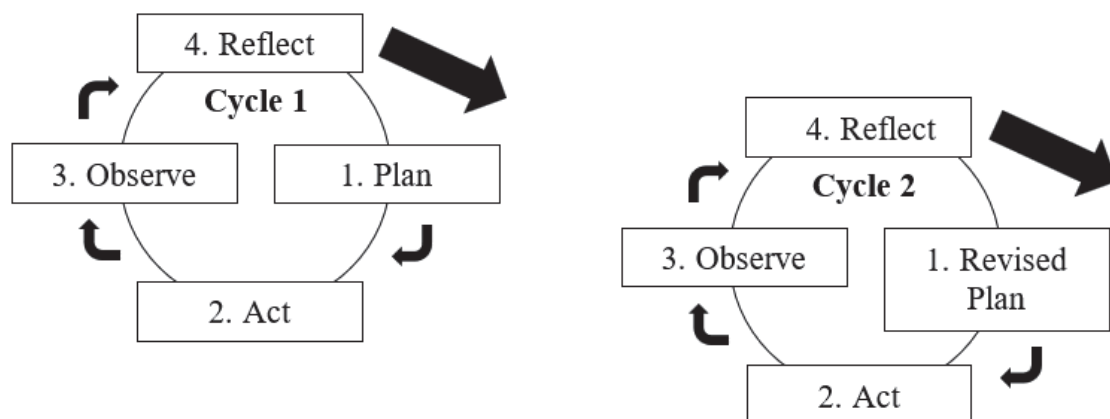 4. Reflect
Cycle 1
3. Observe
1. Plan
2. Act
4. Reflect
Cycle 2
3. Observe
1. Revised
Plan
2. Act